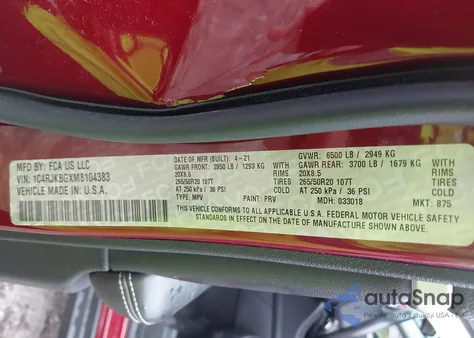 MFD BY: FCA US LLC
VIN: 1C4RJKBGXM8104383
VEHICLE MADE IN U.S.A.
DATE OF MFR (BUILT): 4-21
GAWR FRONT: 2850 LB / 1293 KG
RIMS
20X8.5
TIRES
265/50R20 107T
AT 250 kPa / 36 PSI
TYPE: MPV
PAINT: PRV
GVWR: 6500 LB / 2949 KG
GAWR REAR: 3700 LB / 1679 KG
WITH
RIMS
20X8.5
TIRES
265/50R20 107T
AT 250 kPa / 36 PSI
MDH: 033018
MKT: 875
THIS VEHICLE CONFORMS TO ALL APPLICABLE U.S.A. FEDERAL MOTOR VEHICLE SAFETY
STANDARDS IN EFFECT ON THE DATE OF MANUFACTURE SHOWN ABOVE.
autoSnap